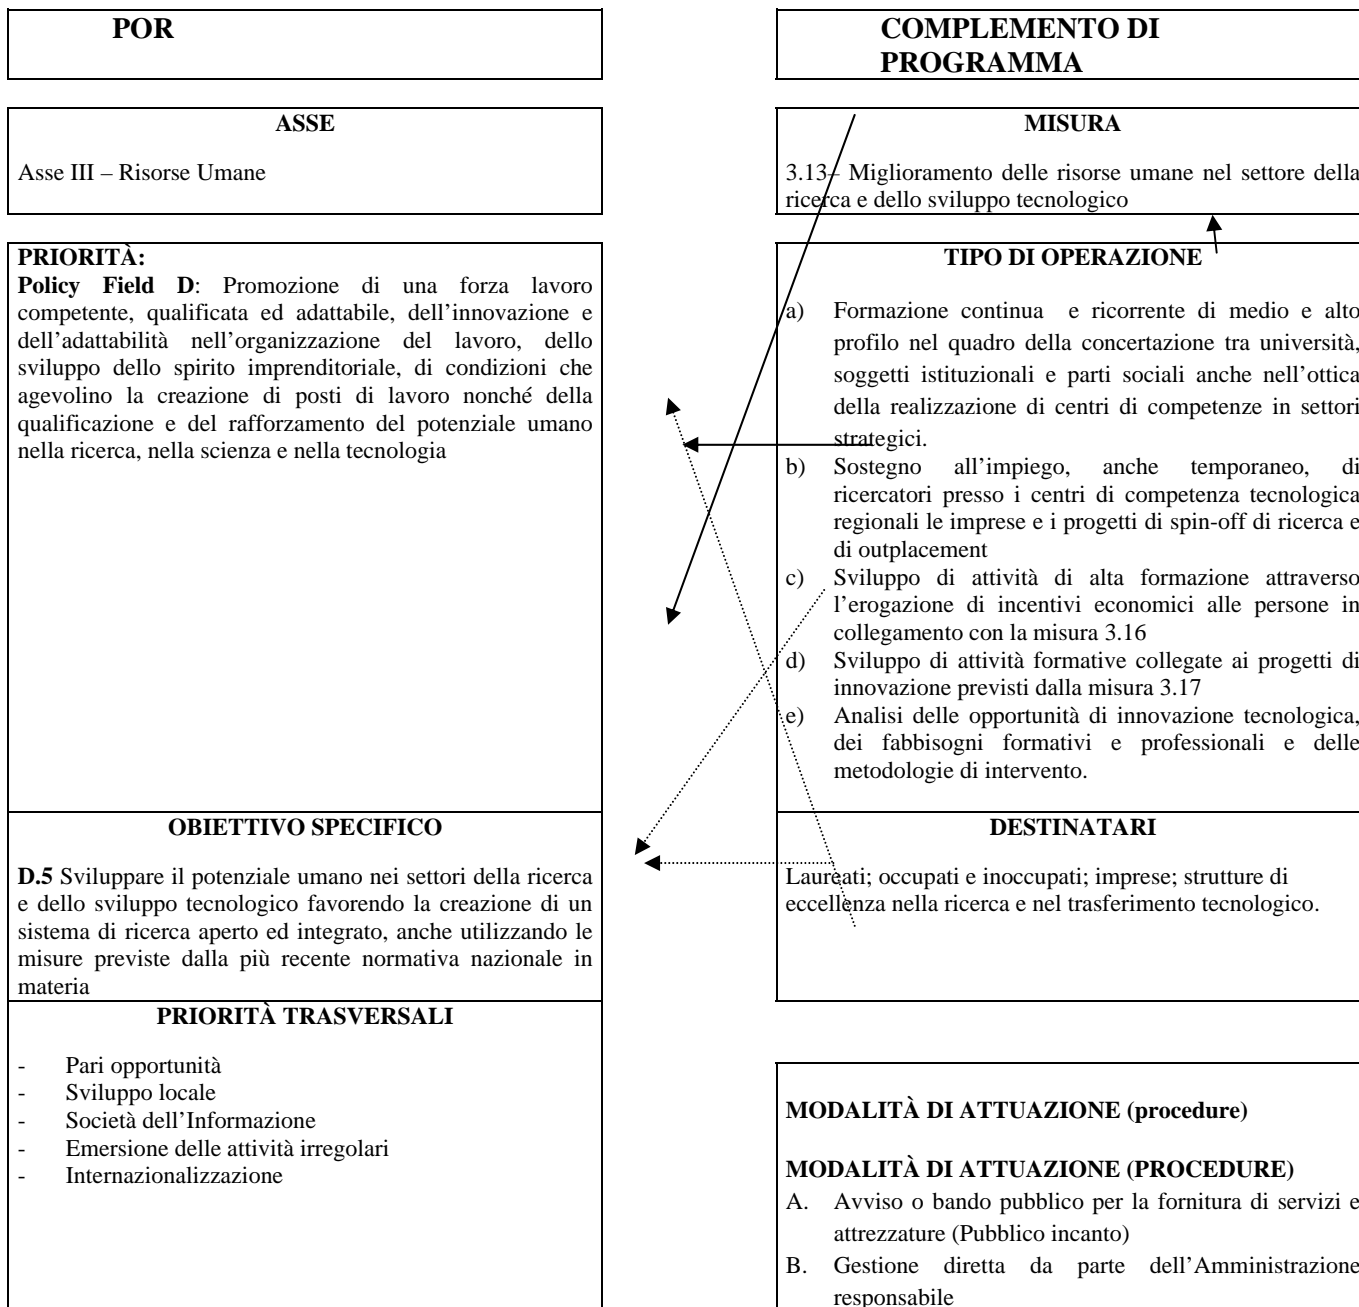 POR
ASSE
Asse III – Risorse Umane
PRIORITÀ:
Policy Field D: Promozione di una forza lavoro
competente, qualificata ed adattabile, dell’innovazione e
dell’adattabilità nell’organizzazione del lavoro, dello
sviluppo dello spirito imprenditoriale, di condizioni che
agevolino la creazione di posti di lavoro nonché della
qualificazione e del rafforzamento del potenziale umano
nella ricerca, nella scienza e nella tecnologia
OBIETTIVO SPECIFICO
D.5 Sviluppare il potenziale umano nei settori della ricerca
e dello sviluppo tecnologico favorendo la creazione di un
sistema di ricerca aperto ed integrato, anche utilizzando le
misure previste dalla più recente normativa nazionale in
materia
PRIORITÀ TRASVERSALI
- Pari opportunità
- Sviluppo locale
- Società dell’Informazione
- Emersione delle attività irregolari
- Internazionalizzazione
COMPLEMENTO DI
PROGRAMMA
MISURA
3.13– Miglioramento delle risorse umane nel settore della
ricerca e dello sviluppo tecnologico
TIPO DI OPERAZIONE
a) Formazione continua e ricorrente di medio e alto
profilo nel quadro della concertazione tra università,
soggetti istituzionali e parti sociali anche nell’ottica
della realizzazione di centri di competenze in settori
strategici.
b) Sostegno all’impiego, anche temporaneo, di
ricercatori presso i centri di competenza tecnologica
regionali le imprese e i progetti di spin-off di ricerca e
di outplacement
c) Sviluppo di attività di alta formazione attraverso
l’erogazione di incentivi economici alle persone in
collegamento con la misura 3.16
d) Sviluppo di attività formative collegate ai progetti di
innovazione previsti dalla misura 3.17
e) Analisi delle opportunità di innovazione tecnologica,
dei fabbisogni formativi e professionali e delle
metodologie di intervento.
DESTINATARI
Laureati; occupati e inoccupati; imprese; strutture di
eccellenza nella ricerca e nel trasferimento tecnologico.
MODALITÀ DI ATTUAZIONE (procedure)
MODALITÀ DI ATTUAZIONE (PROCEDURE)
A. Avviso o bando pubblico per la fornitura di servizi e
attrezzature (Pubblico incanto)
B. Gestione diretta da parte dell’Amministrazione
responsabile